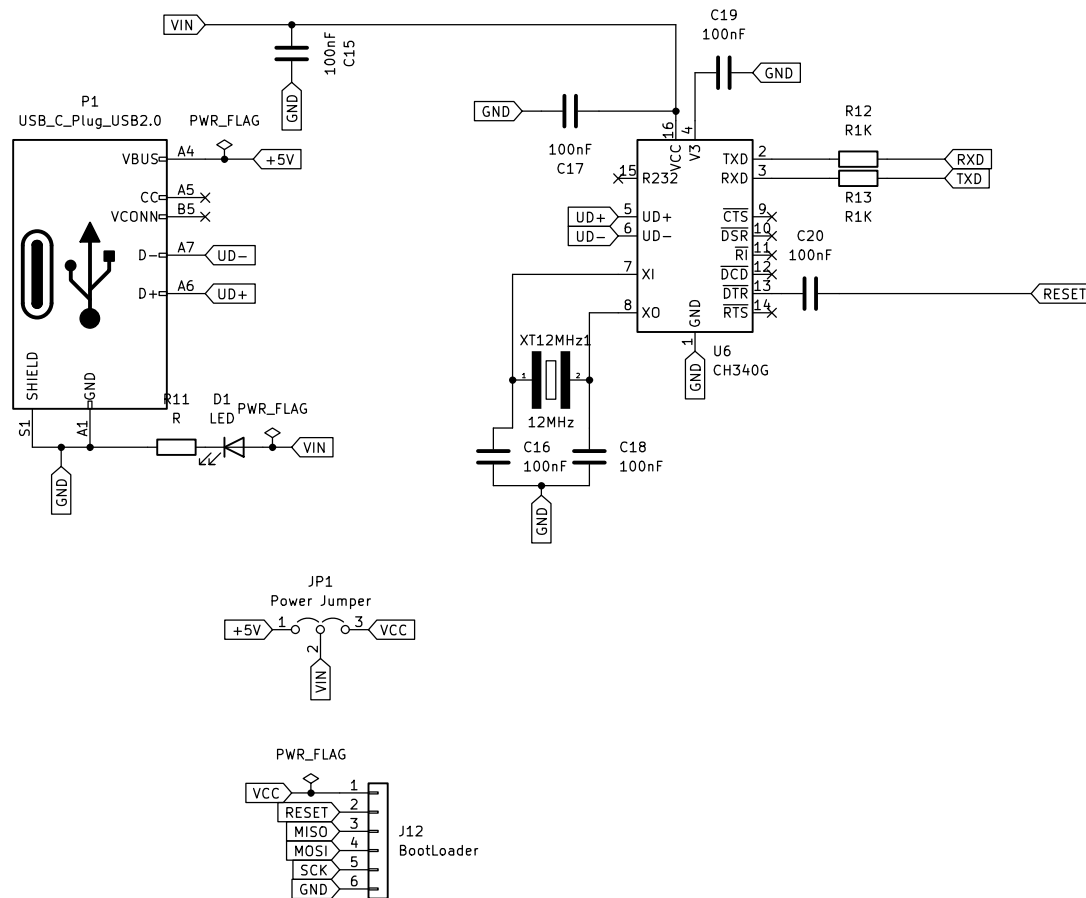 VIN
100nF
C15
GND
C19
100nF
GND
GND
100nF
C17
P1
USB_C_Plug_USB2.0
PWR_FLAG
VBUS
A4
+5V
CC
A5
VCONN
B5
D-
A7
UD-
D+
A6
UD+
SHIELD
GND
S1
A1
GND
R11
R
D1
LED
PWR_FLAG
VIN
16
4
VCC
V3
15
R232
UD+
5
UD+
UD-
6
UD-
7
XI
8
XO
TXD
2
RXD
3
CTS
9
DSR
10
RI
11
DCD
12
DTR
13
RTS
14
GND
1
GND
U6
CH340G
R12
R1K
RXD
TXD
R13
R1K
C20
100nF
RESET
XT12MHz1
1
2
12MHz
C16
100nF
C18
100nF
GND
JP1
Power Jumper
+5V
1
3
VCC
2
VIN
PWR_FLAG
VCC
1
RESET
2
MISO
3
MOSI
4
SCK
5
GND
6
J12
BootLoader